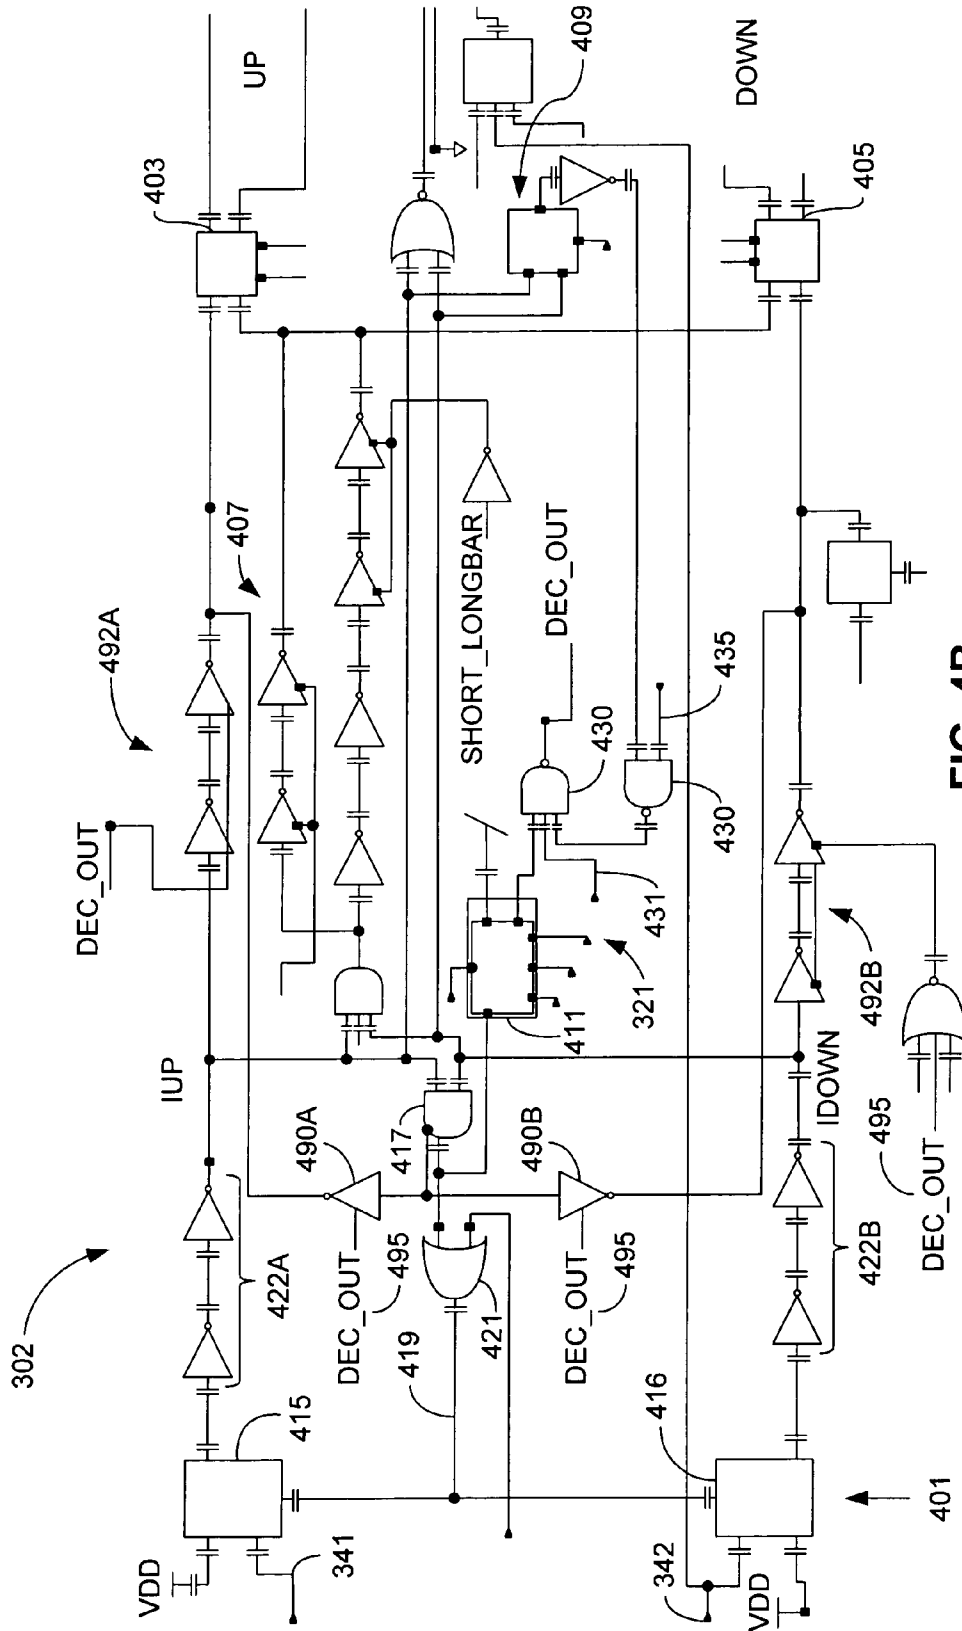 302
DEC_OUT
492A
VDD
403
IUP
407
UP
422A
415
490A
341
DEC_OUT
495
417
419
SHORT_LONGBAR
421
490B
DEC_OUT
DEC_OUT
411
409
495
430
321
416
431
342
430
435
DOWN
VDD
IDOWN
405
422B
492B
495
DEC_OUT
401
FIG.